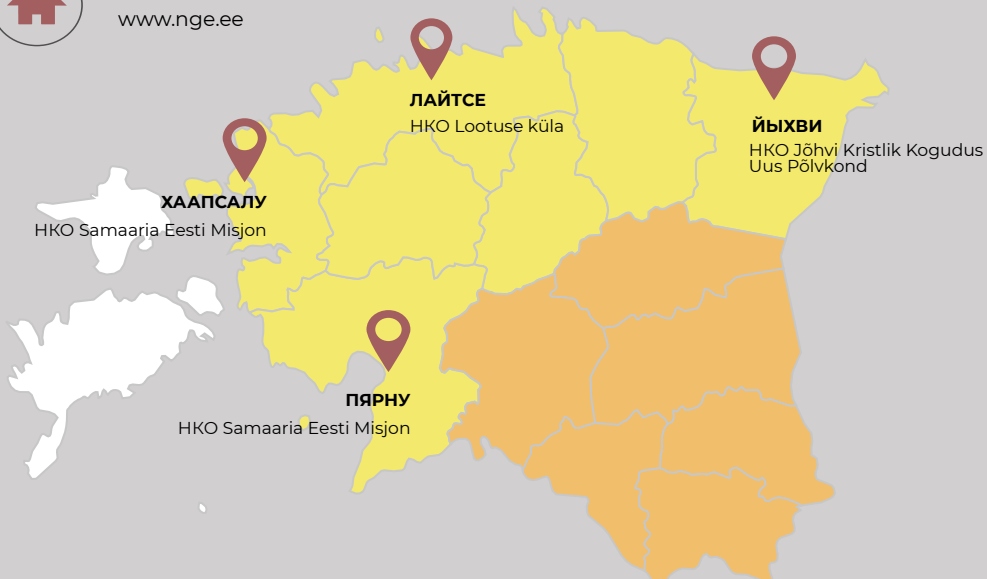 www.nge.ee
ЛАЙТСЕ
НКО Lootuse küla
ЙЫХВИ
НКО Jõhvi Kristlik Kogudus
Uus Põlvkond
ХААПСАЛУ
НКО Samaaria Eesti Misjon
ПЯРНУ
НКО Samaaria Eesti Misjon